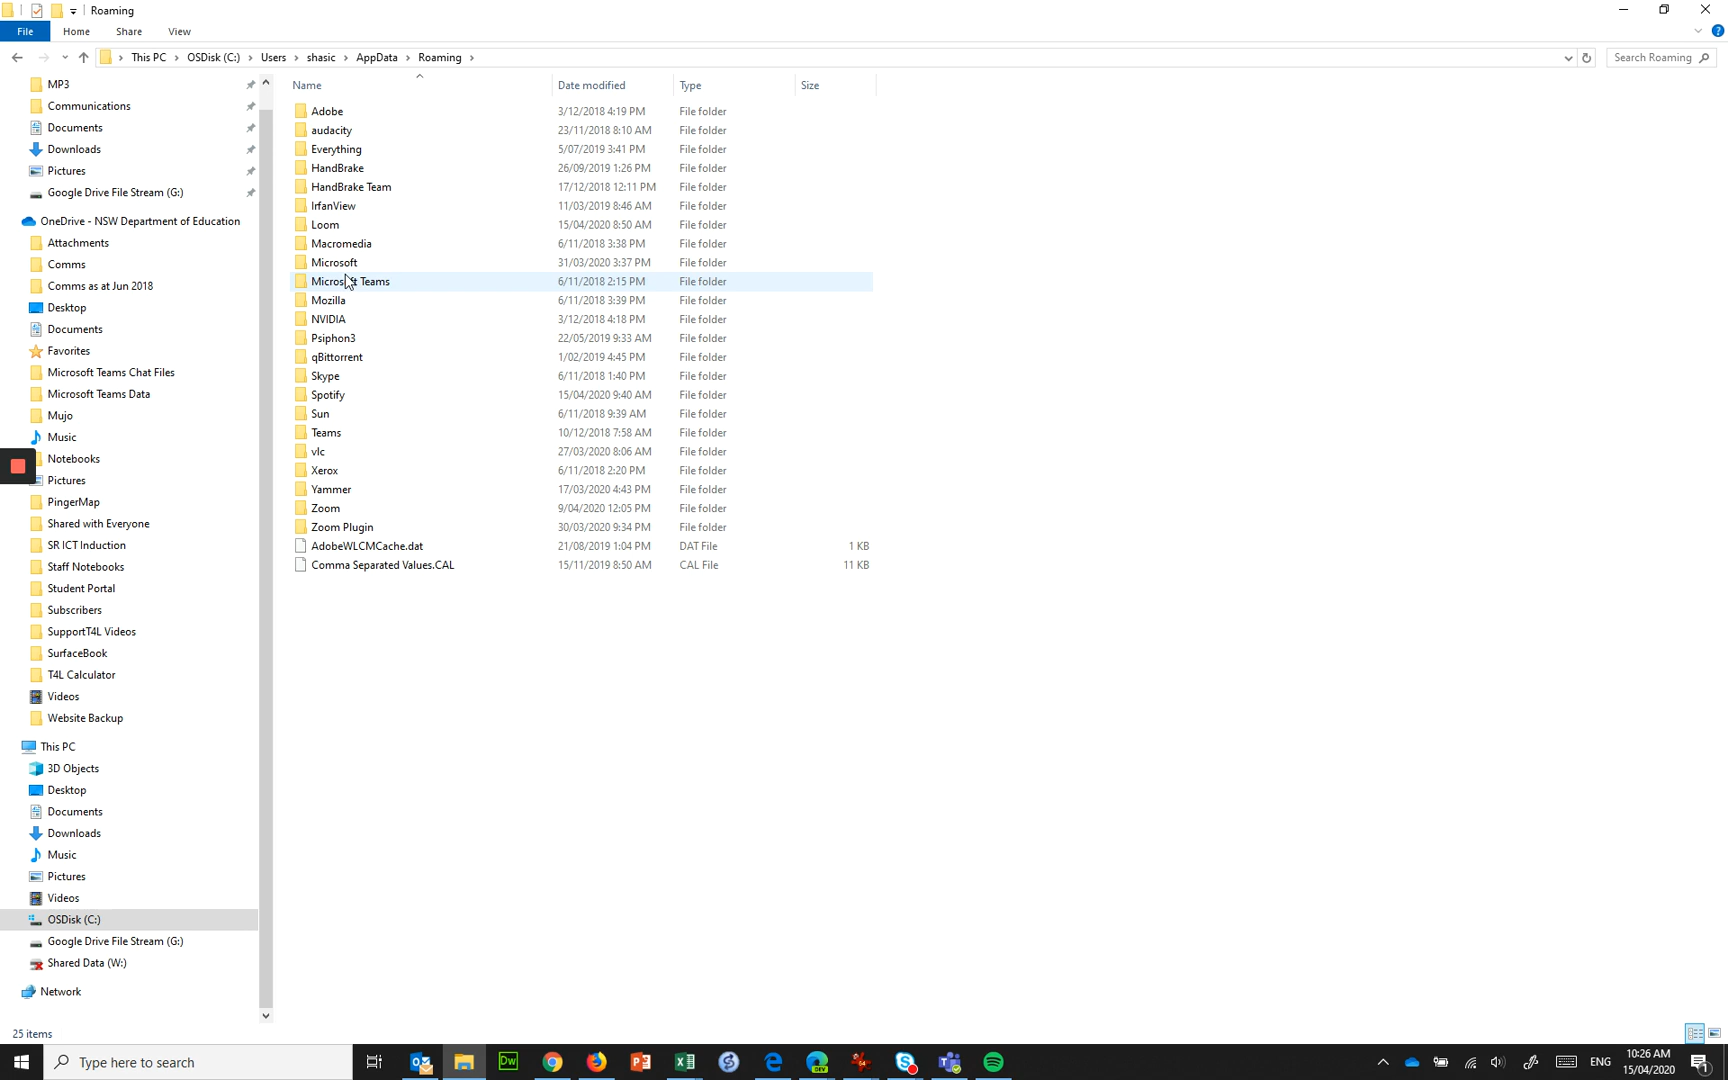 Roaming
File Home Share View
This PC > OSDisk (C:) > Users > shasic > AppData > Roaming >
Search Roaming
MP3
Communications
Documents
Downloads
Pictures
Google Drive File Stream (G:)
OneDrive - NSW Department of Education
Attachments
Comms
Comms as at Jun 2018
Desktop
Documents
Favorites
Microsoft Teams Chat Files
Microsoft Teams Data
Mujo
Music
Notebooks
Pictures
PingerMap
Shared with Everyone
SR ICT Induction
Staff Notebooks
Student Portal
Subscribers
SupportT4L Videos
SurfaceBook
T4L Calculator
Videos
Website Backup
This PC
3D Objects
Desktop
Documents
Downloads
Music
Pictures
Videos
OSDisk (C:)
Google Drive File Stream (G:)
Shared Data (W:)
Network
Name Date modified Type Size
Adobe 3/12/2018 4:19 PM File folder
audacity 23/11/2018 8:10 AM File folder
Everything 5/07/2019 3:41 PM File folder
HandBrake 26/09/2019 1:26 PM File folder
HandBrake Team 17/12/2018 12:11 PM File folder
IrfanView 11/03/2019 8:46 AM File folder
Loom 15/04/2020 8:50 AM File folder
Macromedia 6/11/2018 3:38 PM File folder
Microsoft 31/03/2020 3:37 PM File folder
Microsoft Teams 6/11/2018 2:15 PM File folder
Mozilla 6/11/2018 3:39 PM File folder
NVIDIA 3/12/2018 4:18 PM File folder
Psiphon3 22/05/2019 9:33 AM File folder
qBittorrent 1/02/2019 4:45 PM File folder
Skype 6/11/2018 1:40 PM File folder
Spotify 15/04/2020 9:40 AM File folder
Sun 6/11/2018 9:39 AM File folder
Teams 10/12/2018 7:58 AM File folder
vlc 27/03/2020 8:06 AM File folder
Xerox 6/11/2018 2:20 PM File folder
Yammer 17/03/2020 4:43 PM File folder
Zoom 9/04/2020 12:05 PM File folder
Zoom Plugin 30/03/2020 9:34 PM File folder
AdobeWLCMCache.dat 21/08/2019 1:04 PM DAT File 1 KB
Comma Separated Values.CAL 15/11/2019 8:50 AM CAL File 11 KB
25 items
Type here to search
Dw
DEV
ENG
10:26 AM
15/04/2020
1